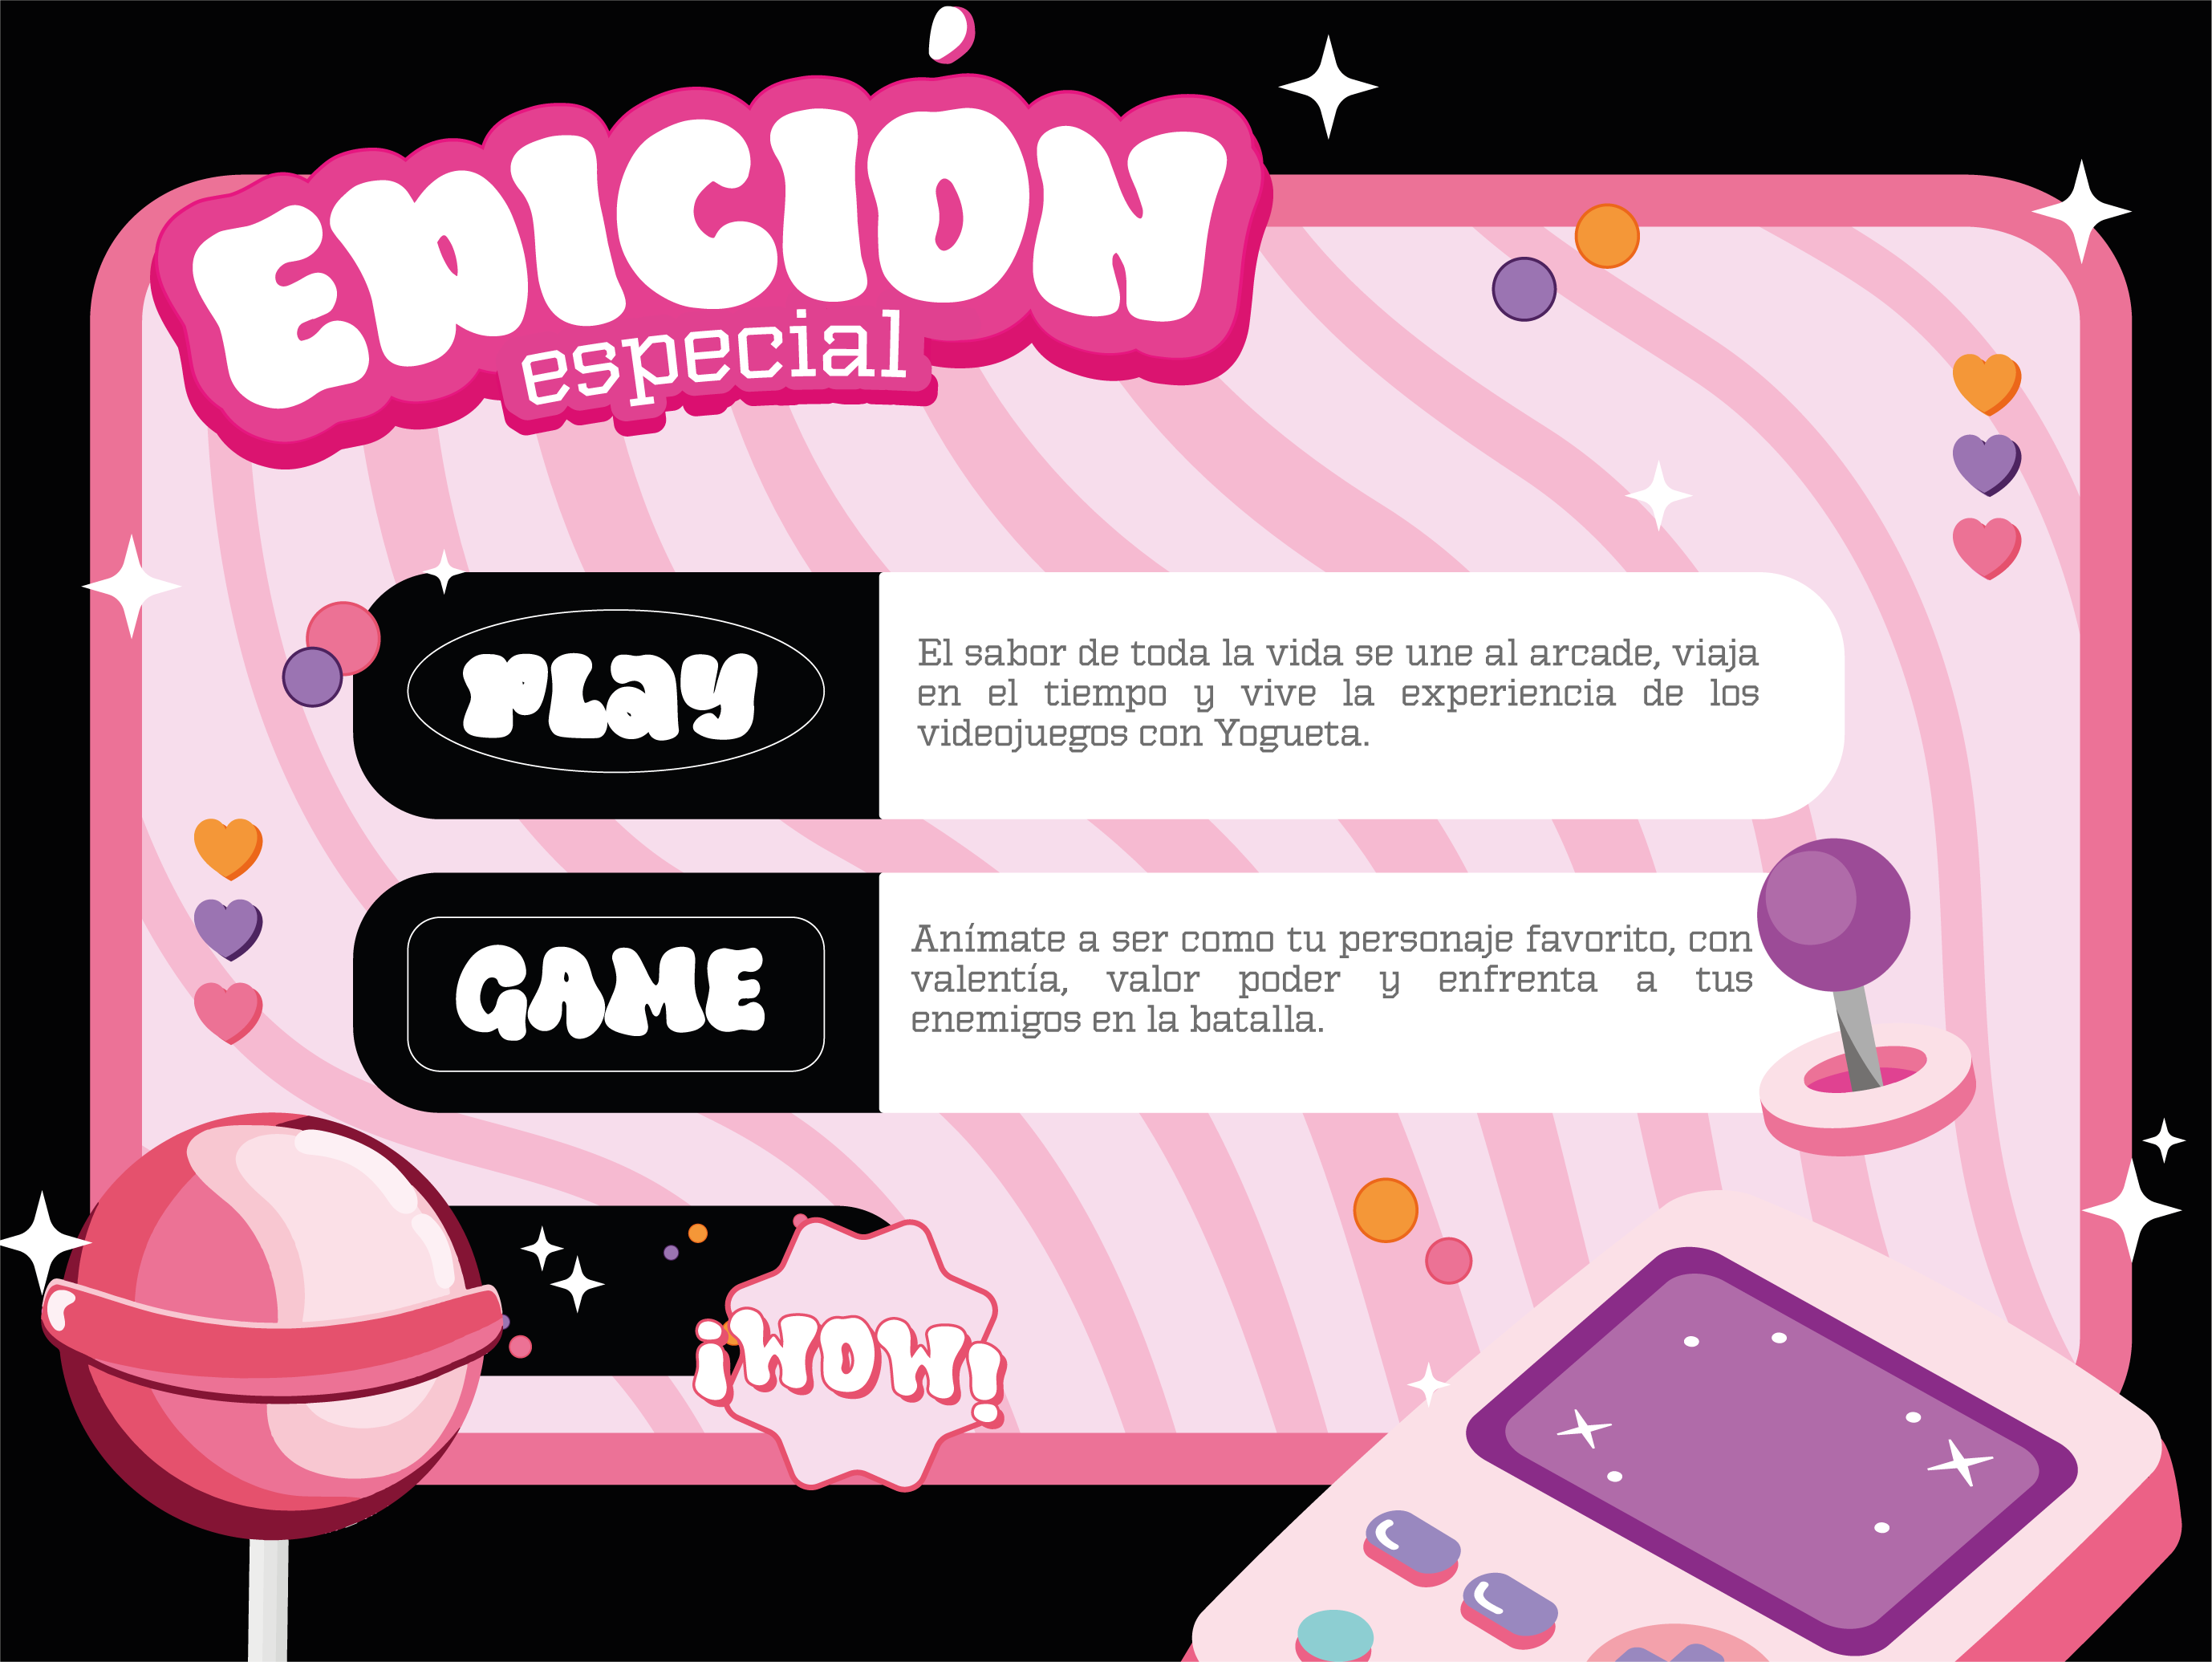 EDICIÓN
especial
PLay
El sabor de toda la vida se une al arcade, viaja
en el tiempo y vive la experiencia de los
videojuegos con Yogueta.
GAME
Anímate a ser como tu personaje favorito, con
valentía, valor poder y enfrenta a tus
enemigos en la batalla.
¡WOW!